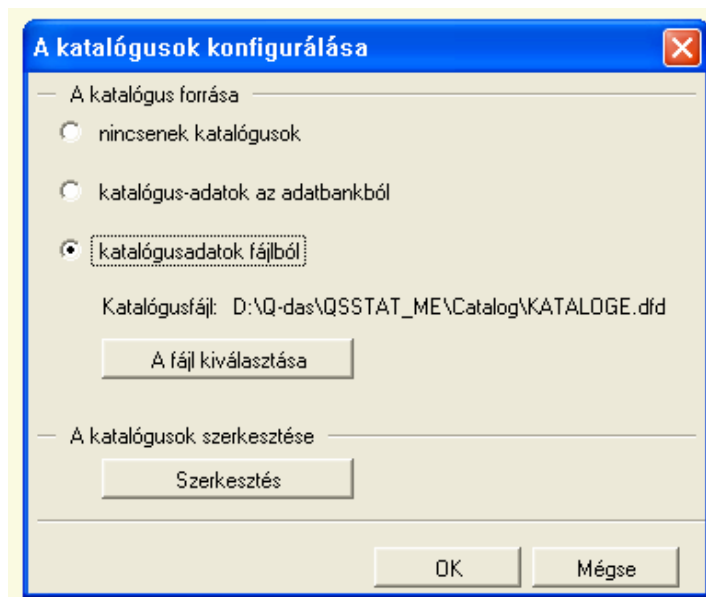 A katalógusok konfigurálása
A katalógus forrása
nincsenek katalógusok
katalógus-adatok az adatbankból
katalógusadatok fájlból
Katalógusfájl: D:\Q-das\QSSTAT_ME\Catalog\KATALOGE.dfd
A fájl kiválasztása
A katalógusok szerkesztése
Szerkesztés
OK Mégse